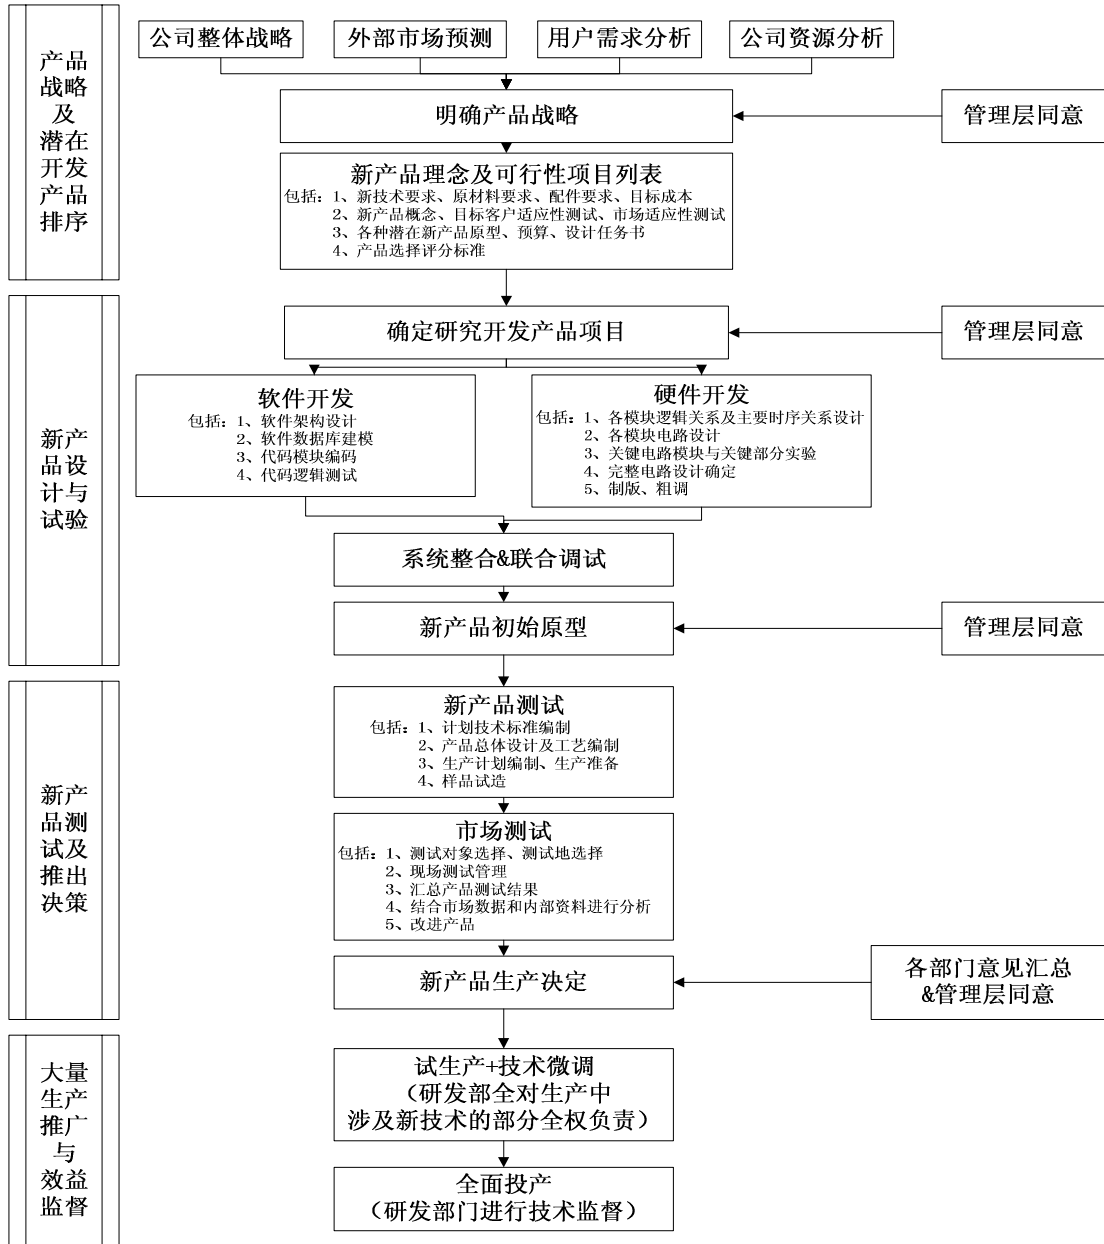 产品
战略
及
潜在
开发
产品
排序
公司整体战略
外部市场预测
用户需求分析
公司资源分析
明确产品战略
管理层同意
新产品理念及可行性项目列表
包括：1、新技术要求、原材料要求、配件要求、目标成本
2、新产品概念、目标客户适应性测试、市场适应性测试
3、各种潜在新产品原型、预算、设计任务书
4、产品选择评分标准
新产
品设
计与
试验
确定研究开发产品项目
管理层同意
软件开发
包括：1、软件架构设计
2、软件数据库建模
3、代码模块编码
4、代码逻辑测试
硬件开发
包括：1、各模块逻辑关系及主要时序关系设计
2、各模块电路设计
3、关键电路模块与关键部分实验
4、完整电路设计确定
5、制版、粗调
系统整合&联合调试
新产品初始原型
管理层同意
新产
品测
试及
推出
决策
新产品测试
包括：1、计划技术标准编制
2、产品总体设计及工艺编制
3、生产计划编制、生产准备
4、样品试造
市场测试
包括：1、测试对象选择、测试地选择
2、现场测试管理
3、汇总产品测试结果
4、结合市场数据和内部资料进行分析
5、改进产品
新产品生产决定
各部门意见汇总
&管理层同意
大量
生产
推广
与
效益
监督
试生产+技术微调
（研发部全对生产中
涉及新技术的部分全权负责）
全面投产
（研发部门进行技术监督）